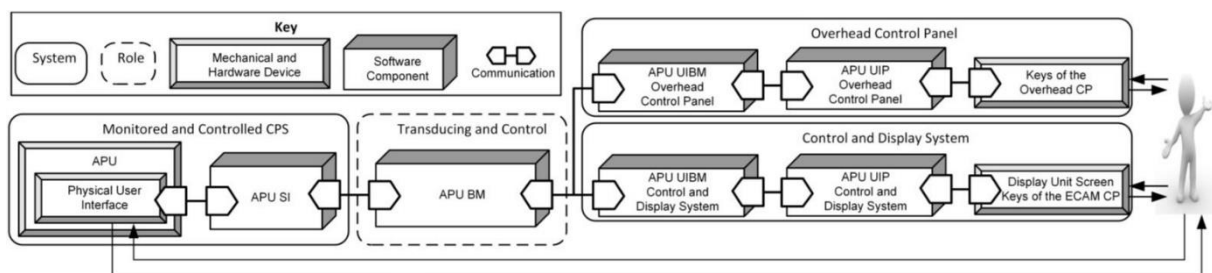 Key
System
Role
Mechanical and
Hardware Device
Software
Component
Communication
Overhead Control Panel
APU UIBM
Overhead
Control Panel
APU UIP
Overhead
Control Panel
Keys of the
Overhead CP
Monitored and Controlled CPS
APU
Physical User
Interface
APU SI
Transducing and Control
APU BM
Control and Display System
APU UIBM
Control and
Display System
APU UIP
Control and
Display System
Display Unit Screen
Keys of the ECAM CP